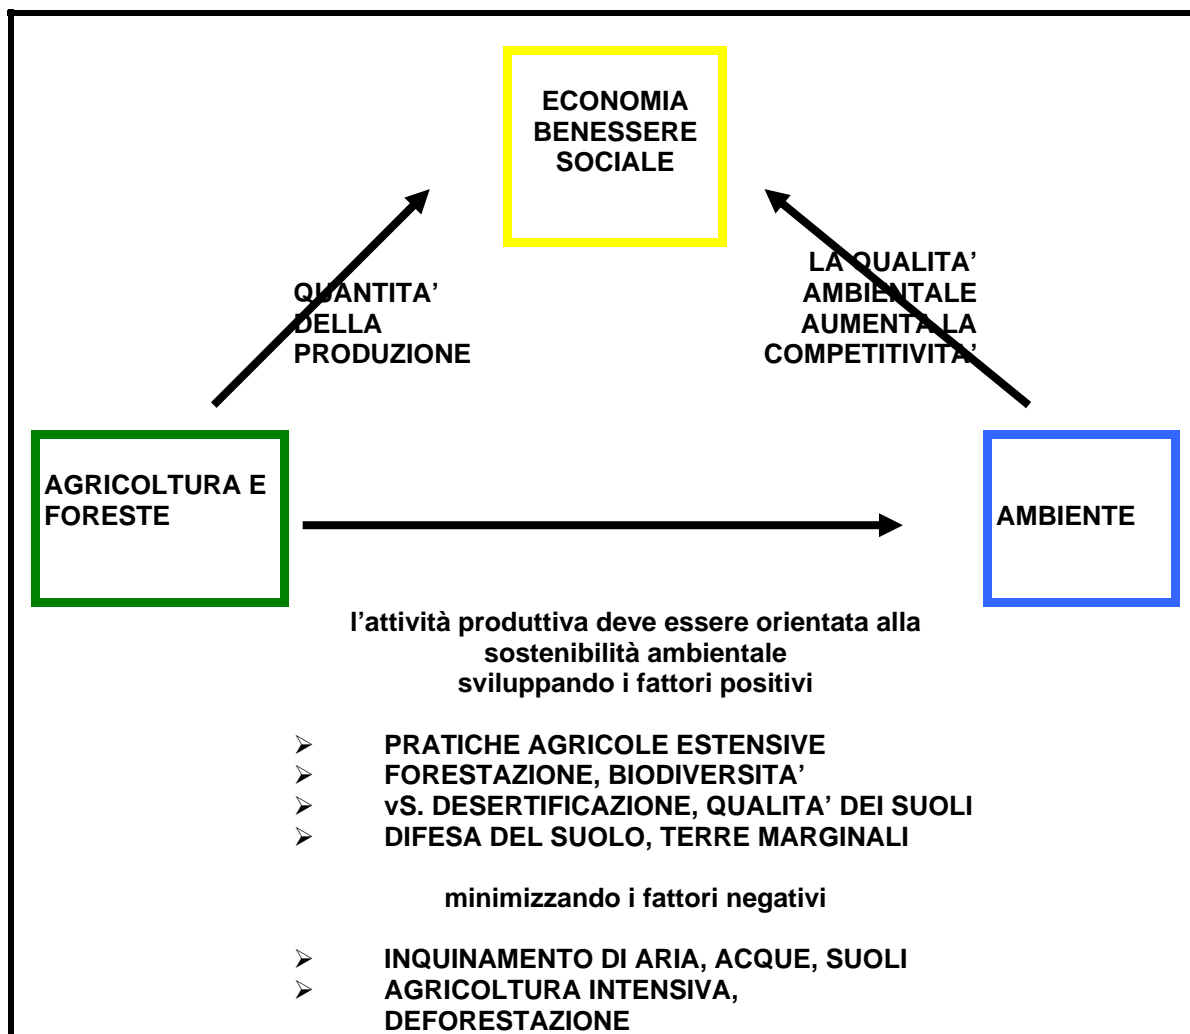 ECONOMIA
BENESSERE
SOCIALE
QUANTITA’
DELLA
PRODUZIONE
LA QUALITA’
AMBIENTALE
AUMENTA LA
COMPETITIVITA’
AGRICOLTURA E
FORESTE
AMBIENTE
l’attività produttiva deve essere orientata alla
sostenibilità ambientale
sviluppando i fattori positivi
➢ PRATICHE AGRICOLE ESTENSIVE
➢ FORESTAZIONE, BIODIVERSITA’
➢ vS. DESERTIFICAZIONE, QUALITA’ DEI SUOLI
➢ DIFESA DEL SUOLO, TERRE MARGINALI
minimizzando i fattori negativi
➢ INQUINAMENTO DI ARIA, ACQUE, SUOLI
➢ AGRICOLTURA INTENSIVA,
DEFORESTAZIONE